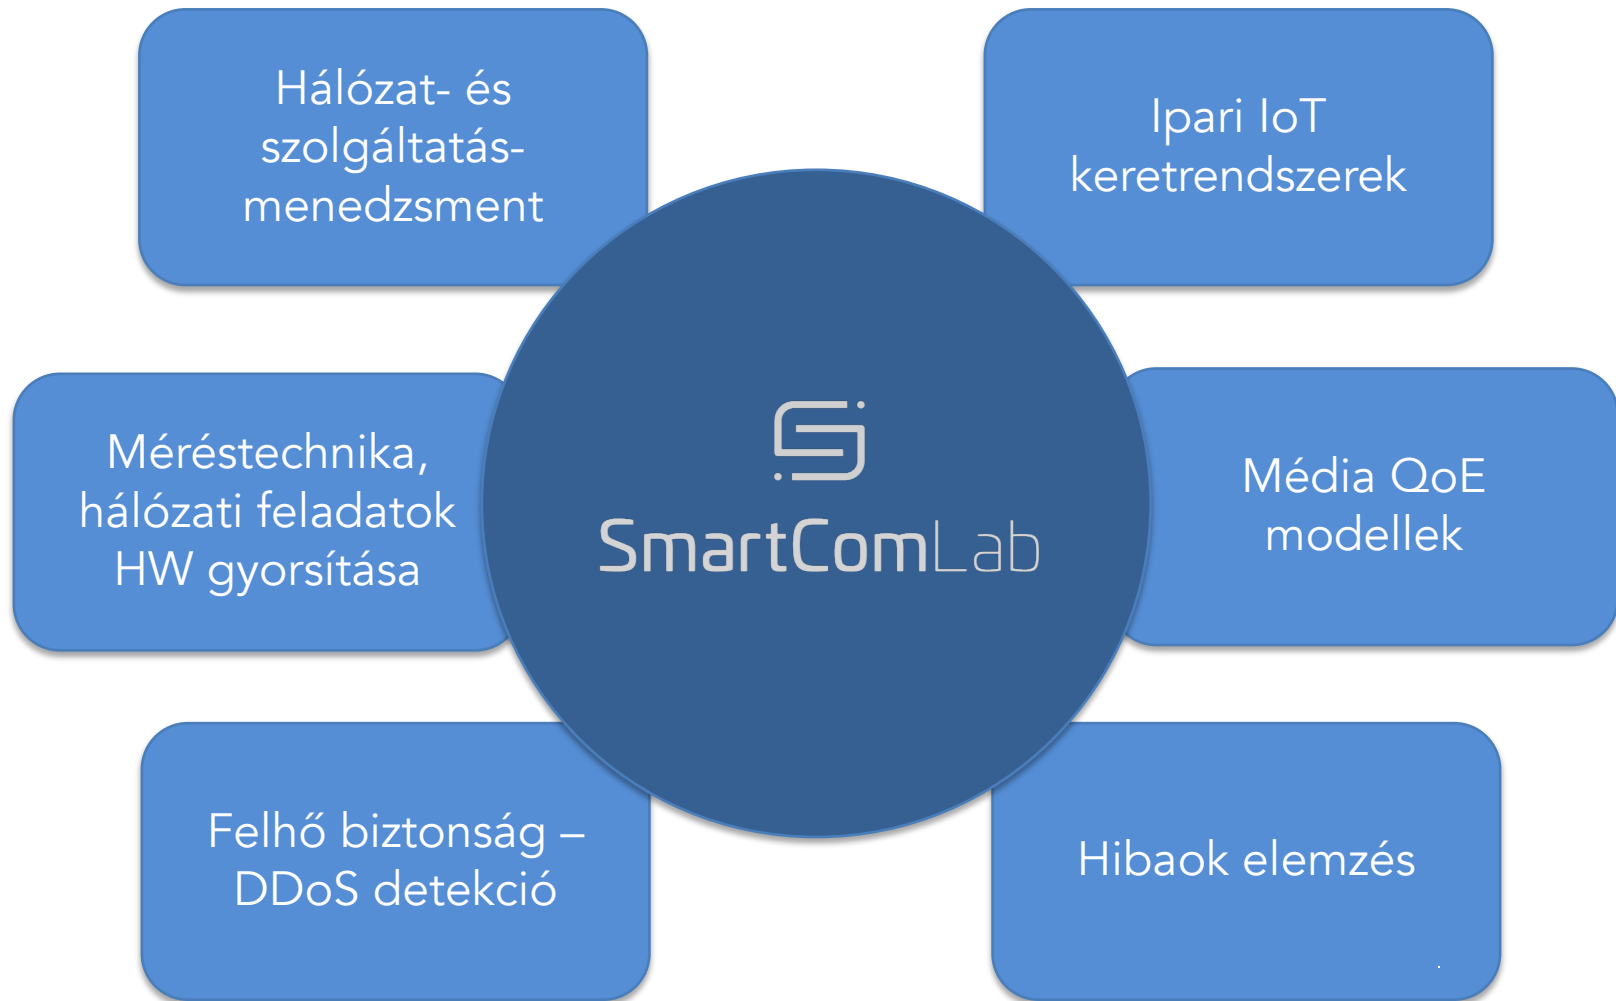 Hálózat- és
szolgáltatás-
menedzsment
Ipari IoT
keretrendszerek
Méréstechnika,
hálózati feladatok
HW gyorsítása
SmartComLab
Média QoE
modellek
Felhő biztonság –
DDoS detekció
Hibaok elemzés